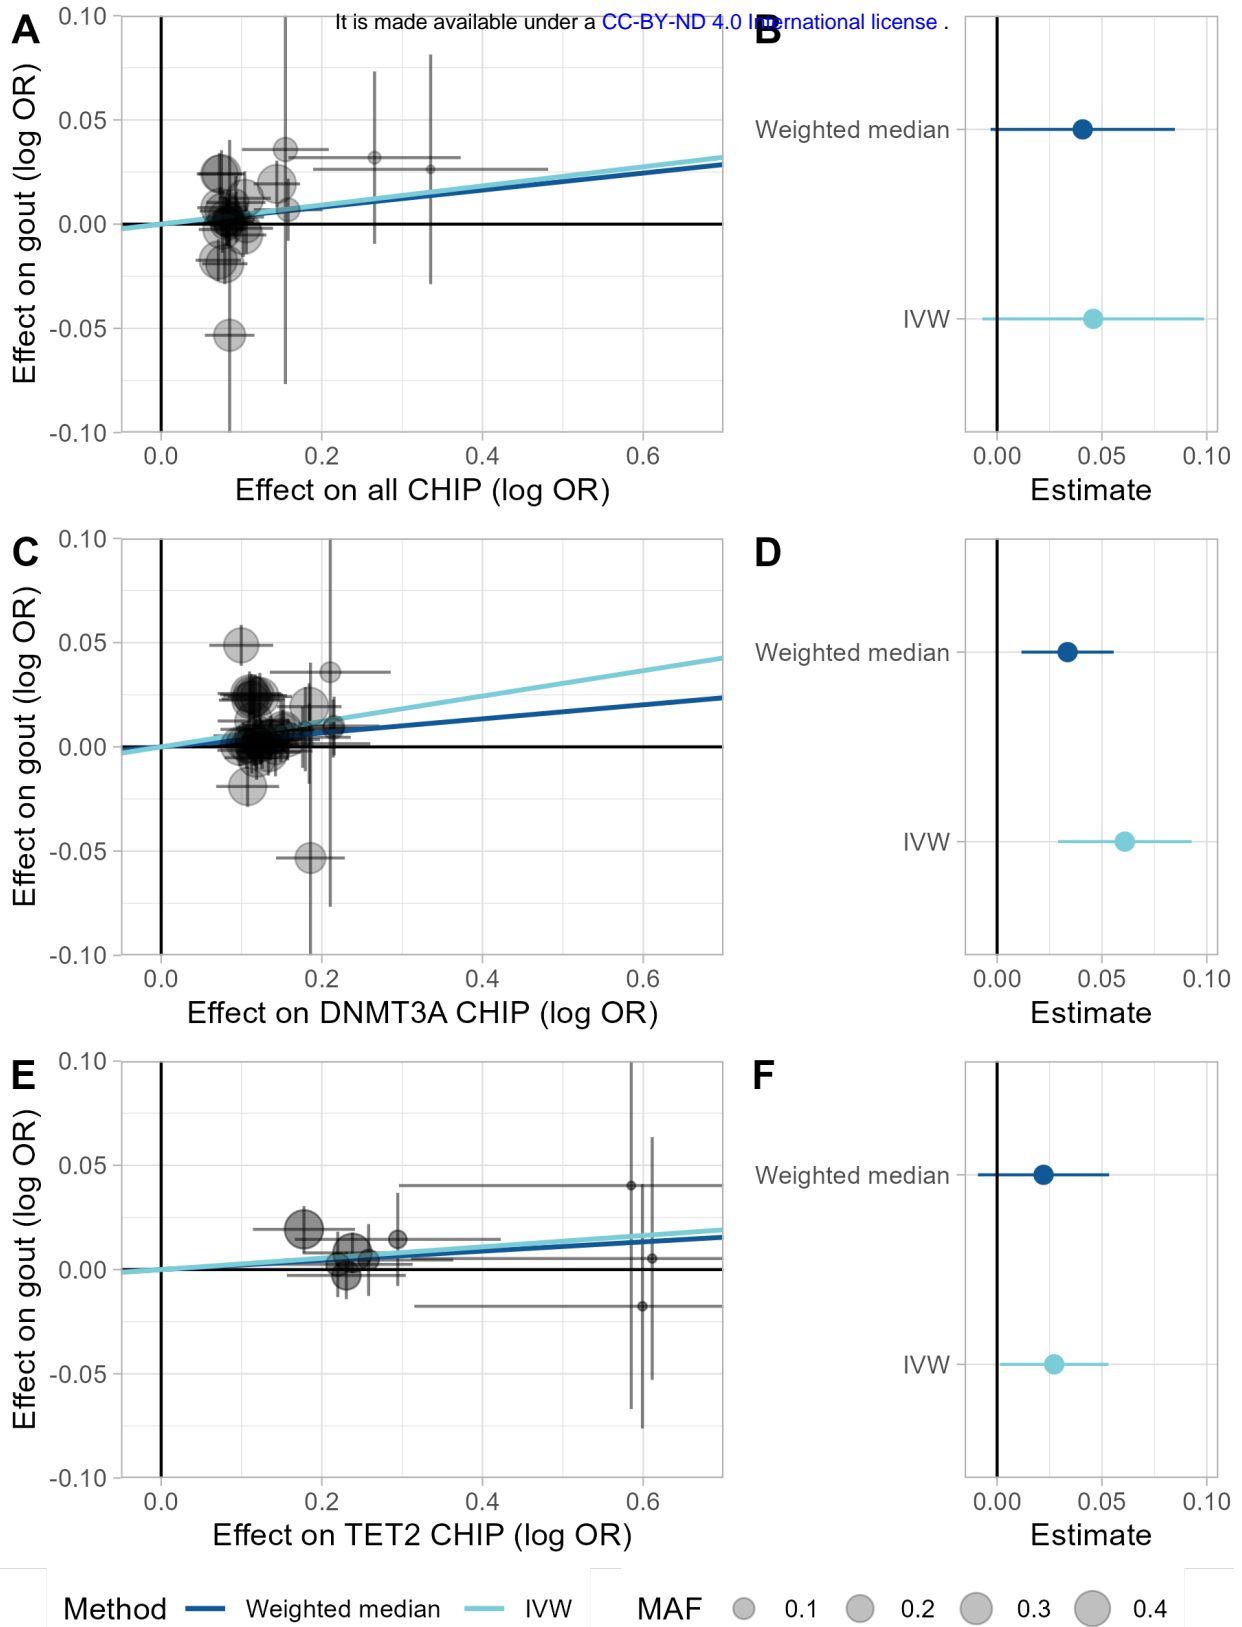 It is made available under a CC-BY-ND 4.0 International license .
A
B
Effect on gout (log OR)
0.10
0.05
0.00
-0.05
-0.10
0.0 0.2 0.4 0.6
Effect on all CHIP (log OR)
Weighted median
IVW
0.00 0.05 0.10
Estimate
C
D
Effect on gout (log OR)
0.10
0.05
0.00
-0.05
-0.10
0.0 0.2 0.4 0.6
Effect on DNMT3A CHIP (log OR)
Weighted median
IVW
0.00 0.05 0.10
Estimate
E
F
Effect on gout (log OR)
0.10
0.05
0.00
-0.05
-0.10
0.0 0.2 0.4 0.6
Effect on TET2 CHIP (log OR)
Weighted median
IVW
0.00 0.05 0.10
Estimate
Method Weighted median IVW MAF 0.1 0.2 0.3 0.4